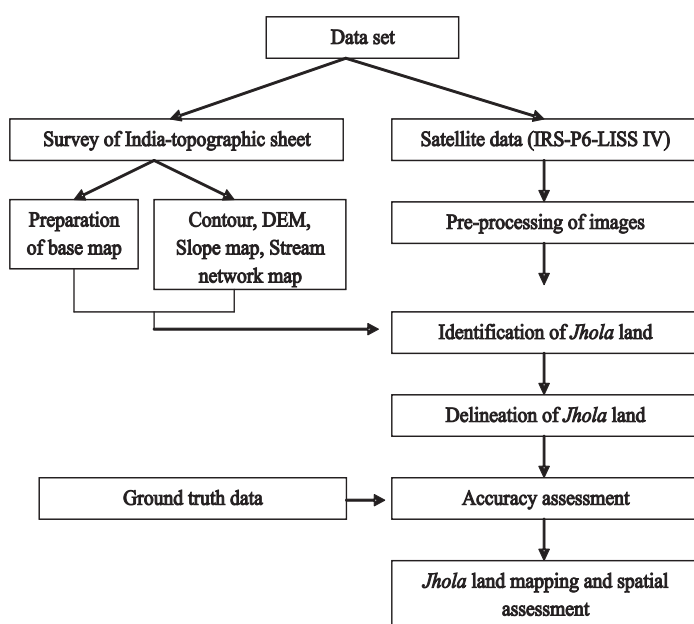 Data set
Survey of India-topographic sheet
Satellite data (IRS-P6-LISS IV)
Preparation
of base map
Contour, DEM,
Slope map, Stream
network map
Pre-processing of images
Identification of Jhola land
Delineation of Jhola land
Ground truth data
Accuracy assessment
Jhola land mapping and spatial
assessment